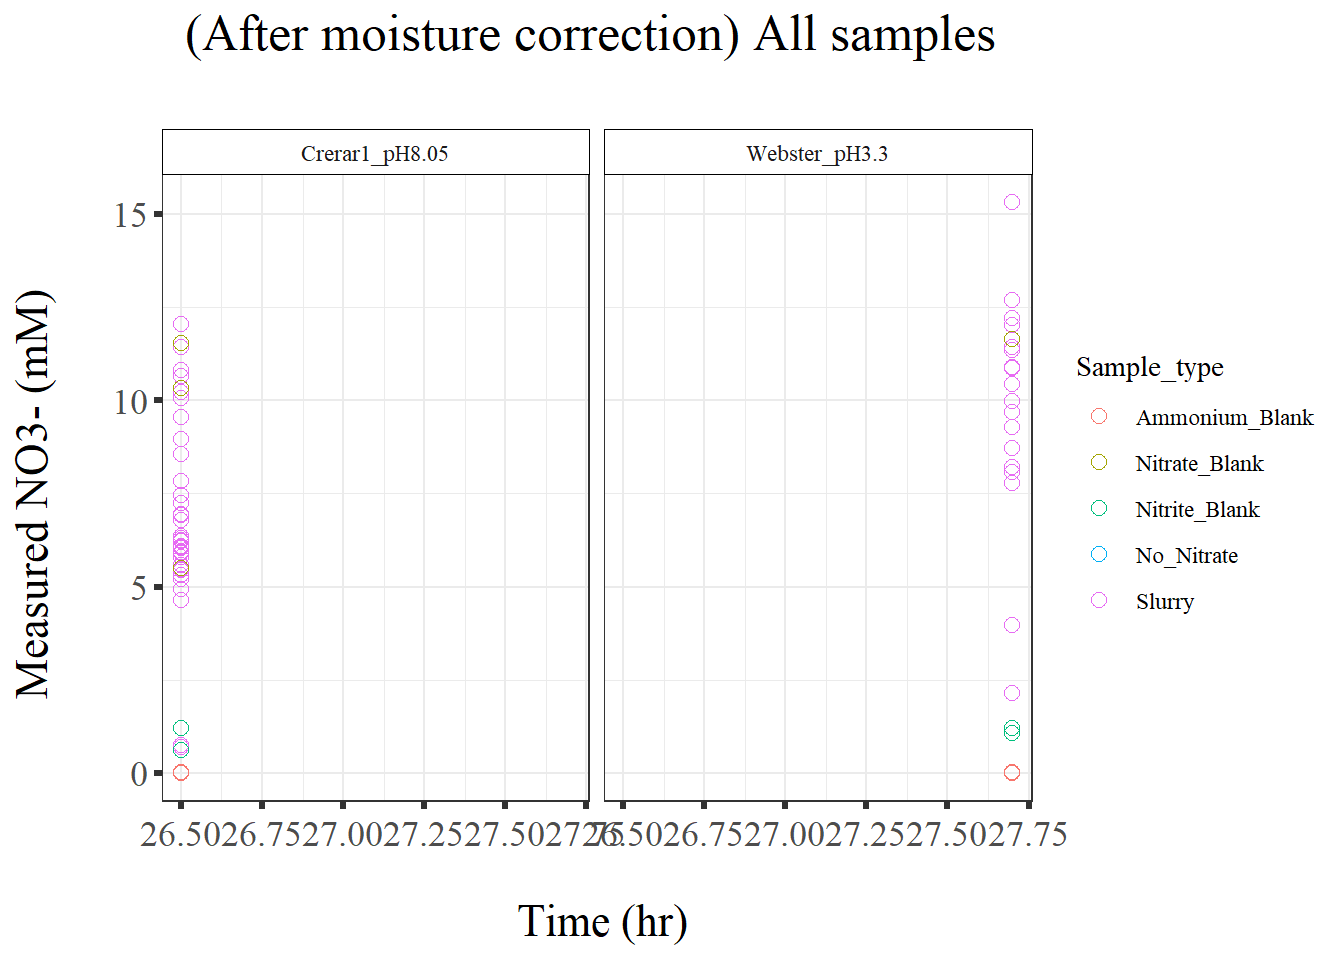 (After moisture correction) All samples
Crerar1_pH8.05
Webster_pH3.3
Measured NO3- (mM)
15
10
5
0
26.50 26.75 27.00 27.25 27.50 27.75
26.50 26.75 27.00 27.25 27.50 27.75
Time (hr)
Sample_type
Ammonium_Blank
Nitrate_Blank
Nitrite_Blank
No_Nitrate
Slurry